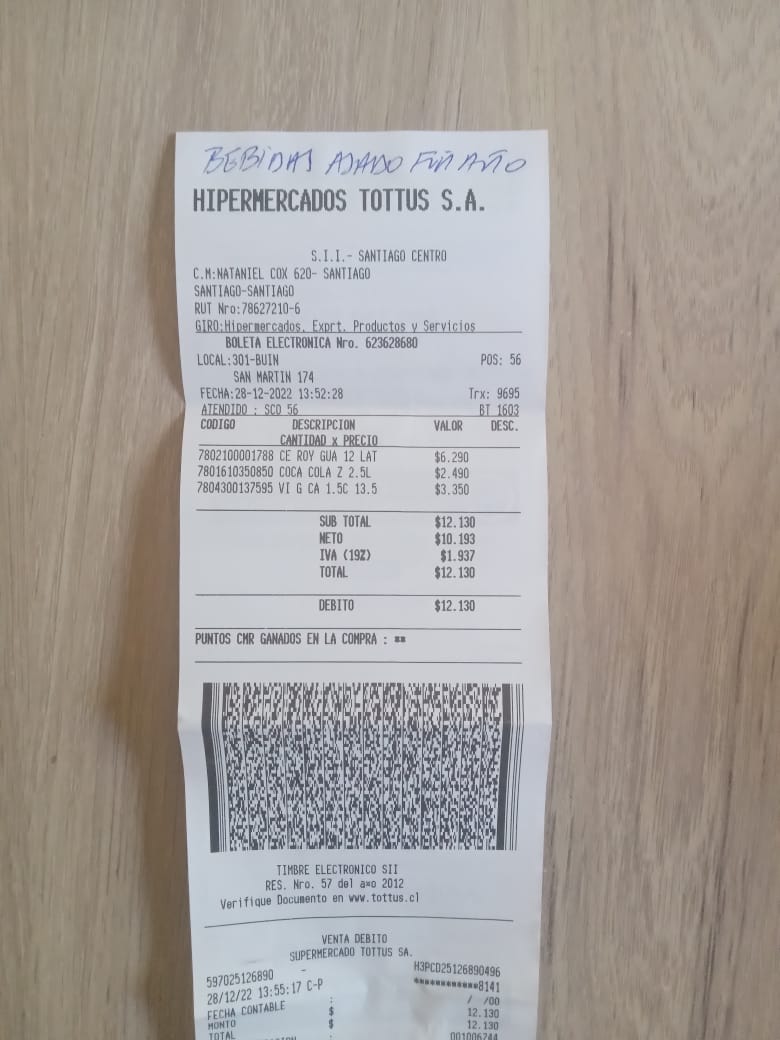 BEBIDAS ASADO FIN AÑO
HIPERMERCADOS TOTTUS S.A.
S.I.I.- SANTIAGO CENTRO
C.M:NATANIEL COX 620- SANTIAGO
SANTIAGO-SANTIAGO
RUT Nro:78627210-6
GIRO:Hipermercados, Exprt. Productos y Servicios
BOLETA ELECTRONICA Nro. 623628680
LOCAL:301-BUIN POS: 56
SAN MARTIN 174
FECHA:28-12-2022 13:52:28 Trx: 9695
ATENDIDO : SCO 56 BT 1603
CODIGO DESCRIPCION VALOR DESC.
CANTIDAD x PRECIO
7802100001788 CE ROY GUA 12 LAT $6.290
7801610350850 COCA COLA Z 2.5L $2.490
7804300137595 VI G CA 1.5C 13.5 $3.350
SUB TOTAL $12.130
NETO $10.193
IVA (19%) $1.937
TOTAL $12.130
DEBITO $12.130
PUNTOS CMR GANADOS EN LA COMPRA : **
TIMBRE ELECTRONICO SII
RES. Nro. 57 del a¤o 2012
Verifique Documento en www.tottus.cl
VENTA DEBITO
SUPERMERCADO TOTTUS SA.
597025126890 - H3PCD25126890496
28/12/22 13:55:17 C-P ************8141
FECHA CONTABLE : / /00
MONTO $ 12.130
TOTAL $ 12.130
: 001006744